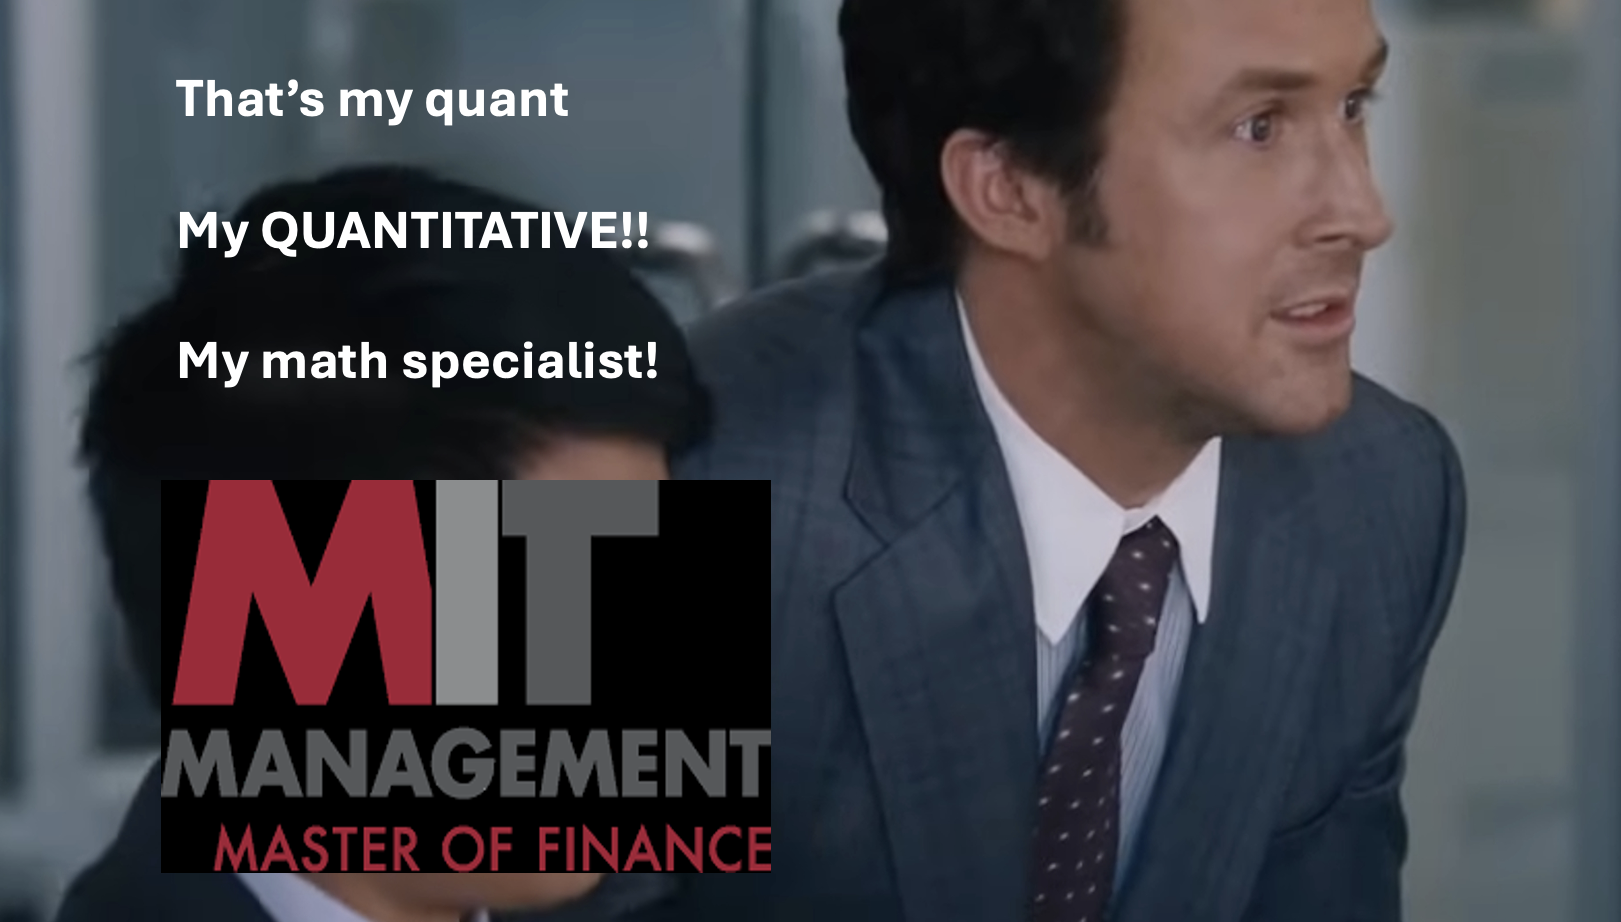 That’s my quant
My QUANTITATIVE!!
My math specialist!
MIT
MANAGEMENT
MASTER OF FINANCE